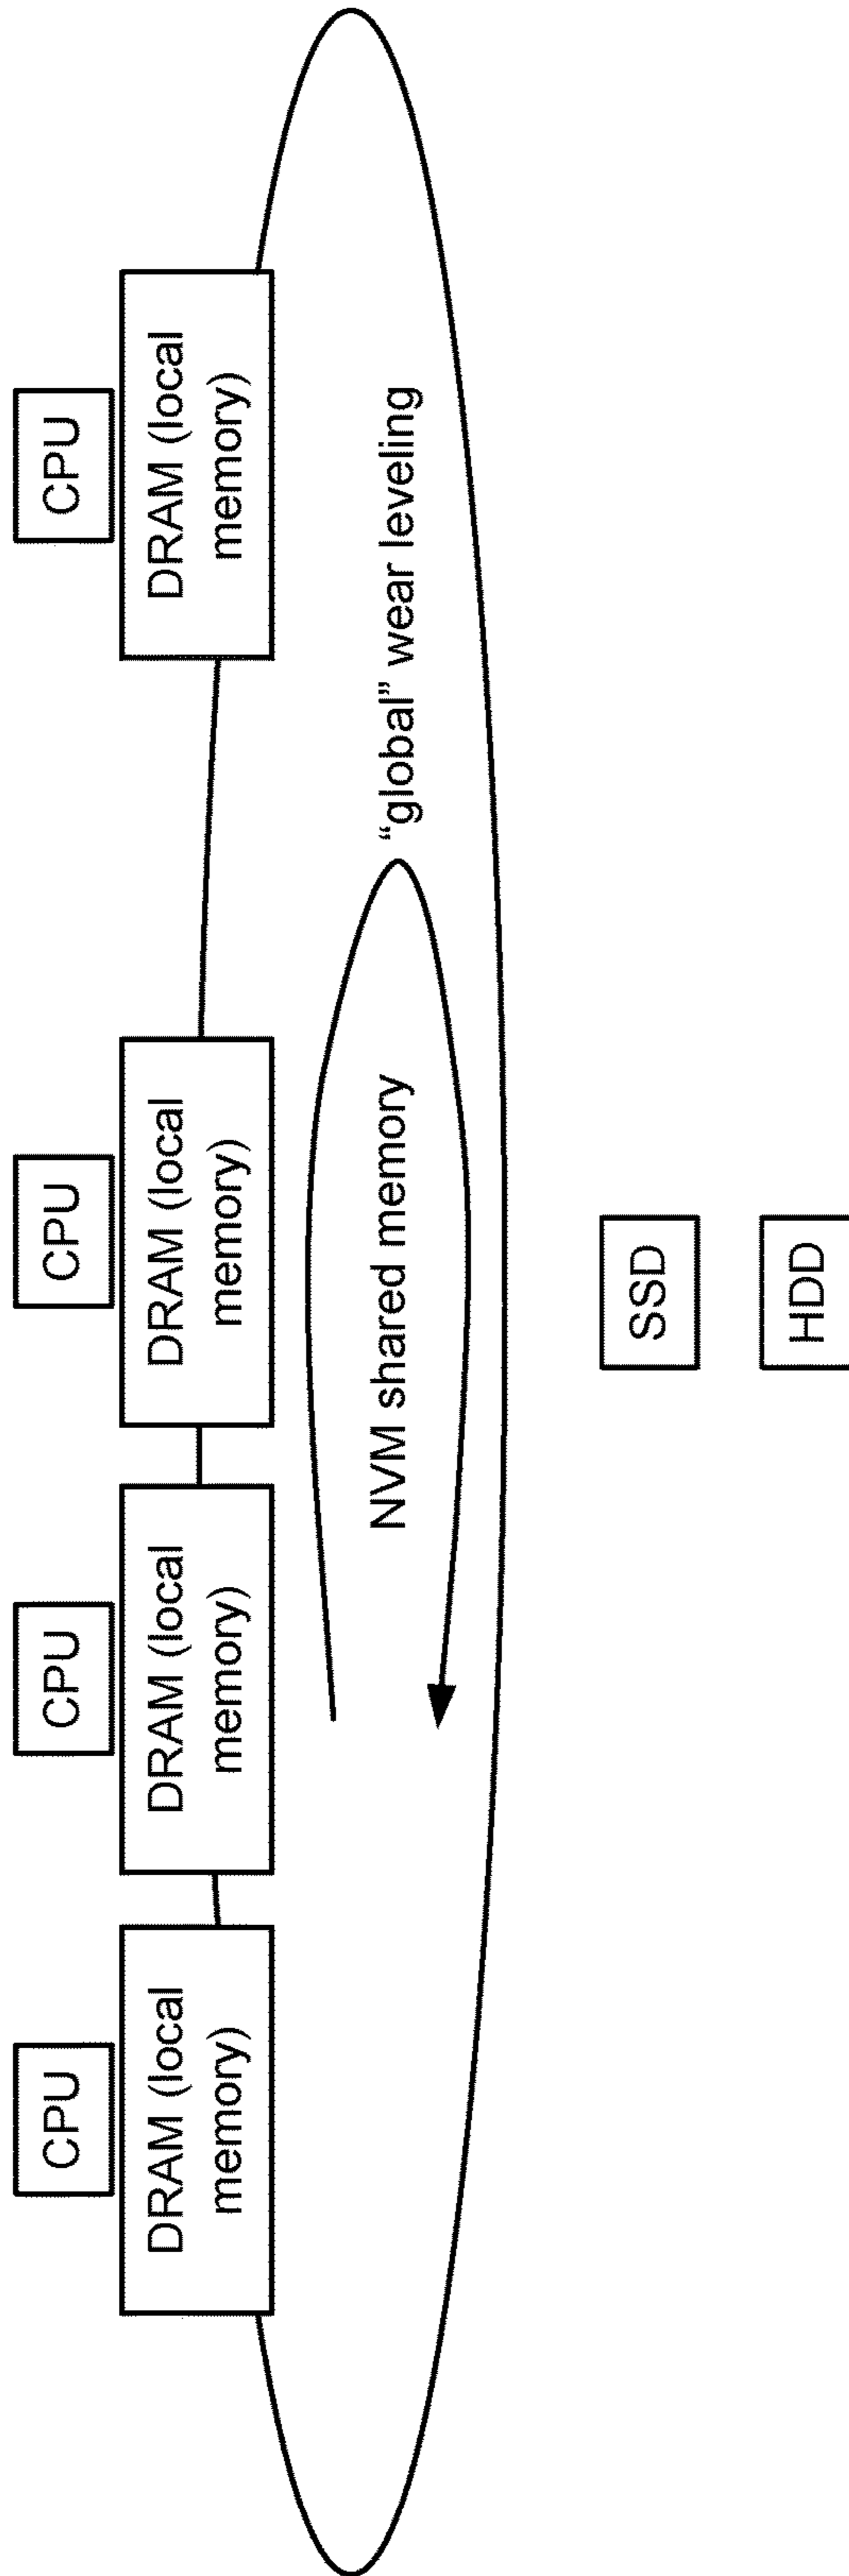 CPU
CPU
CPU
CPU
DRAM (local
memory)
DRAM (local
memory)
DRAM (local
memory)
DRAM (local
memory)
NVM shared memory
“global” wear leveling
SSD
HDD